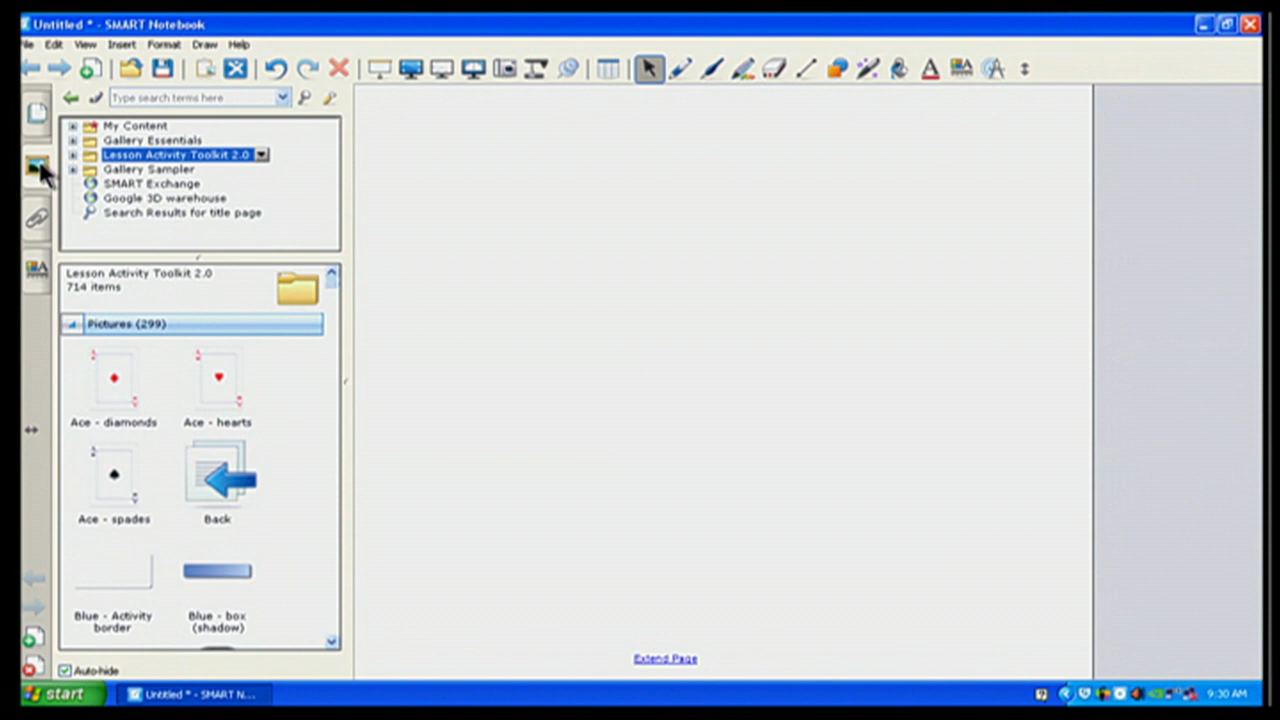 Untitled * - SMART Notebook
File Edit View Insert Format Draw Help
Type search terms here
My Content
Gallery Essentials
Lesson Activity Toolkit 2.0
Gallery Sampler
SMART Exchange
Google 3D warehouse
Search Results for title page
Lesson Activity Toolkit 2.0
714 items
Pictures (299)
Ace - diamonds
Ace - hearts
Ace - spades
Back
Blue - Activity border
Blue - box (shadow)
Extend Page
Auto-hide
start
Untitled * - SMART N...
9:30 AM